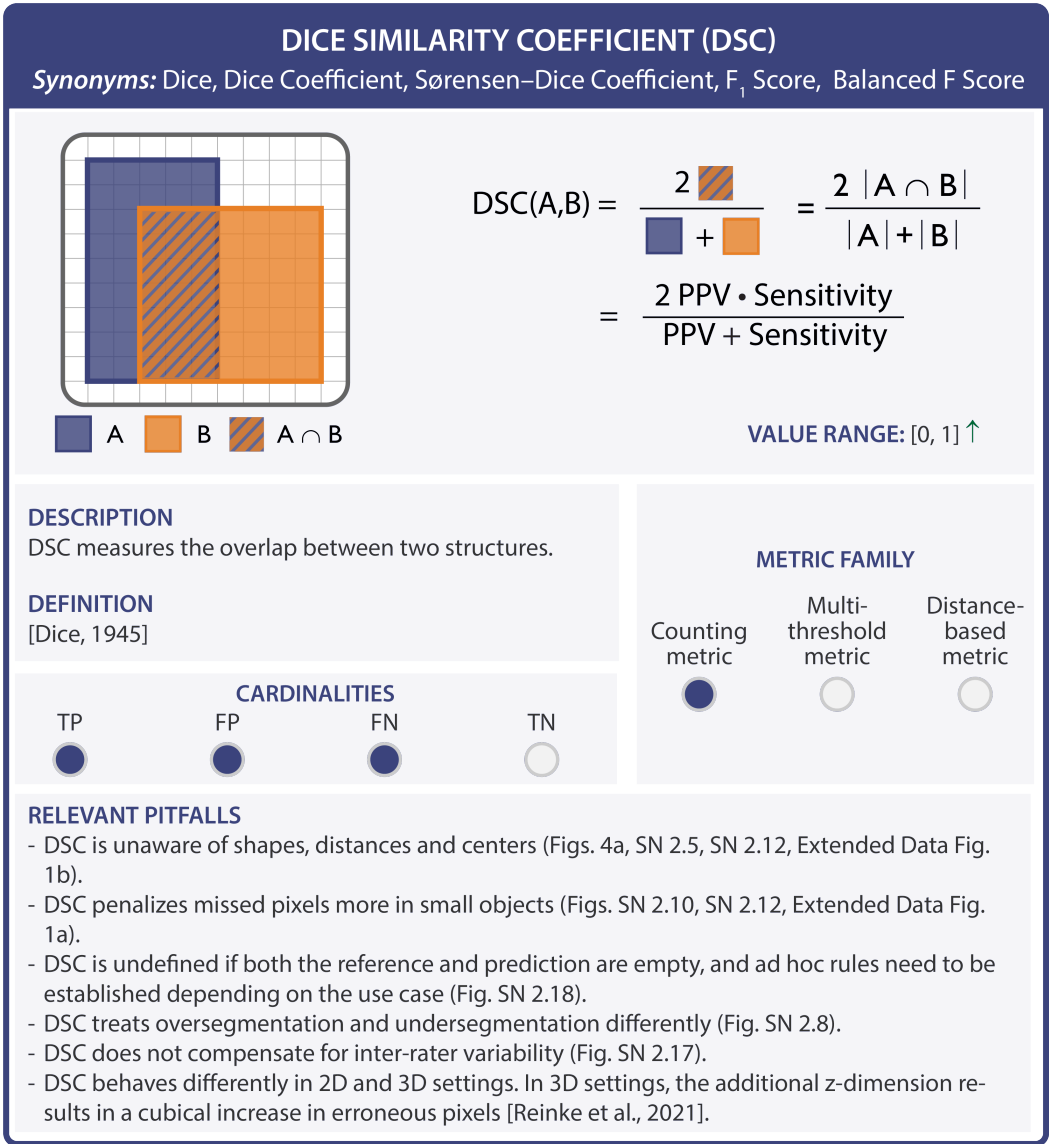 DICE SIMILARITY COEFFICIENT (DSC)
Synonyms: Dice, Dice Coefficient, Sørensen–Dice Coefficient, F1 Score, Balanced F Score
DSC(A,B) = 2 / + = 2 |A ∩ B| / |A|+|B|
= 2 PPV • Sensitivity / PPV + Sensitivity
A B A ∩ B
VALUE RANGE: [0, 1] ↑
DESCRIPTION
DSC measures the overlap between two structures.
DEFINITION
[Dice, 1945]
METRIC FAMILY
Counting metric
Multi-
threshold
metric
Distance-
based
metric
CARDINALITIES
TP FP FN TN
RELEVANT PITFALLS
- DSC is unaware of shapes, distances and centers (Figs. 4a, SN 2.5, SN 2.12, Extended Data Fig.
1b).
- DSC penalizes missed pixels more in small objects (Figs. SN 2.10, SN 2.12, Extended Data Fig.
1a).
- DSC is undefined if both the reference and prediction are empty, and ad hoc rules need to be
established depending on the use case (Fig. SN 2.18).
- DSC treats oversegmentation and undersegmentation differently (Fig. SN 2.8).
- DSC does not compensate for inter-rater variability (Fig. SN 2.17).
- DSC behaves differently in 2D and 3D settings. In 3D settings, the additional z-dimension re-
sults in a cubical increase in erroneous pixels [Reinke et al., 2021].